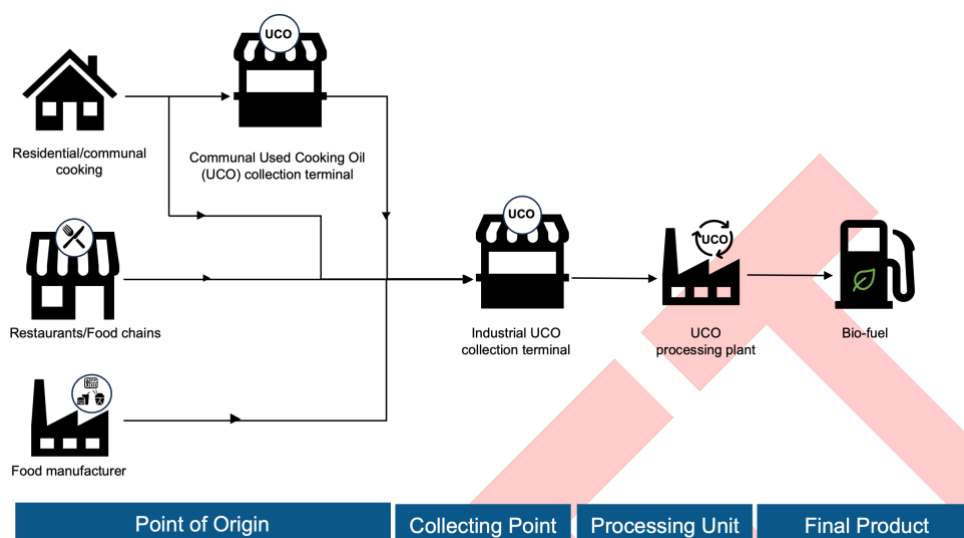 UCO
Residential/communal
cooking
Communal Used Cooking Oil
(UCO) collection terminal
Restaurants/Food chains
UCO
Industrial UCO
collection terminal
UCO
UCO
processing plant
Bio-fuel
Food manufacturer
Point of Origin
Collecting Point
Processing Unit
Final Product